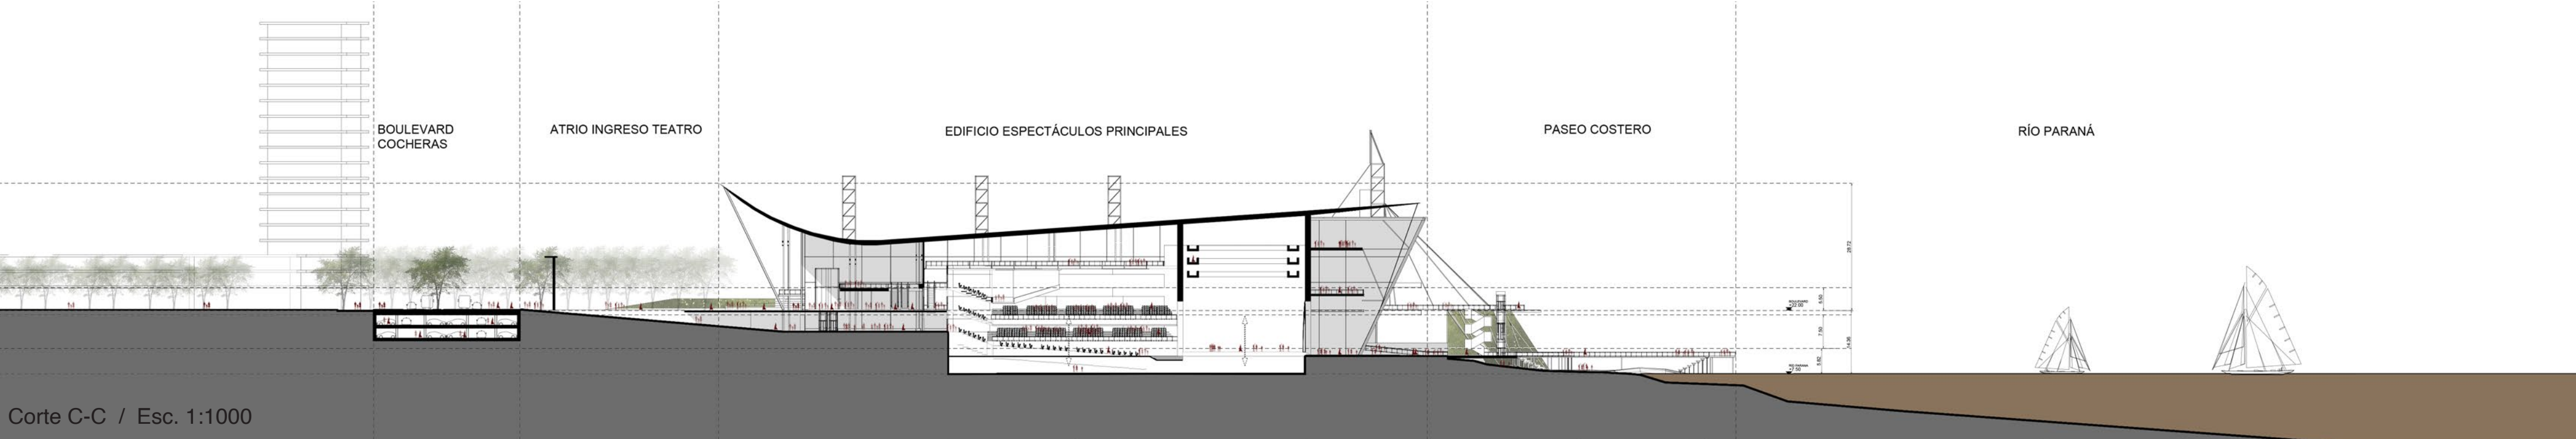 BOULEVARD
COCHERAS
ATRIO INGRESO TEATRO
EDIFICIO ESPECTÁCULOS PRINCIPALES
PASEO COSTERO
RÍO PARANÁ
Corte C-C / Esc. 1:1000